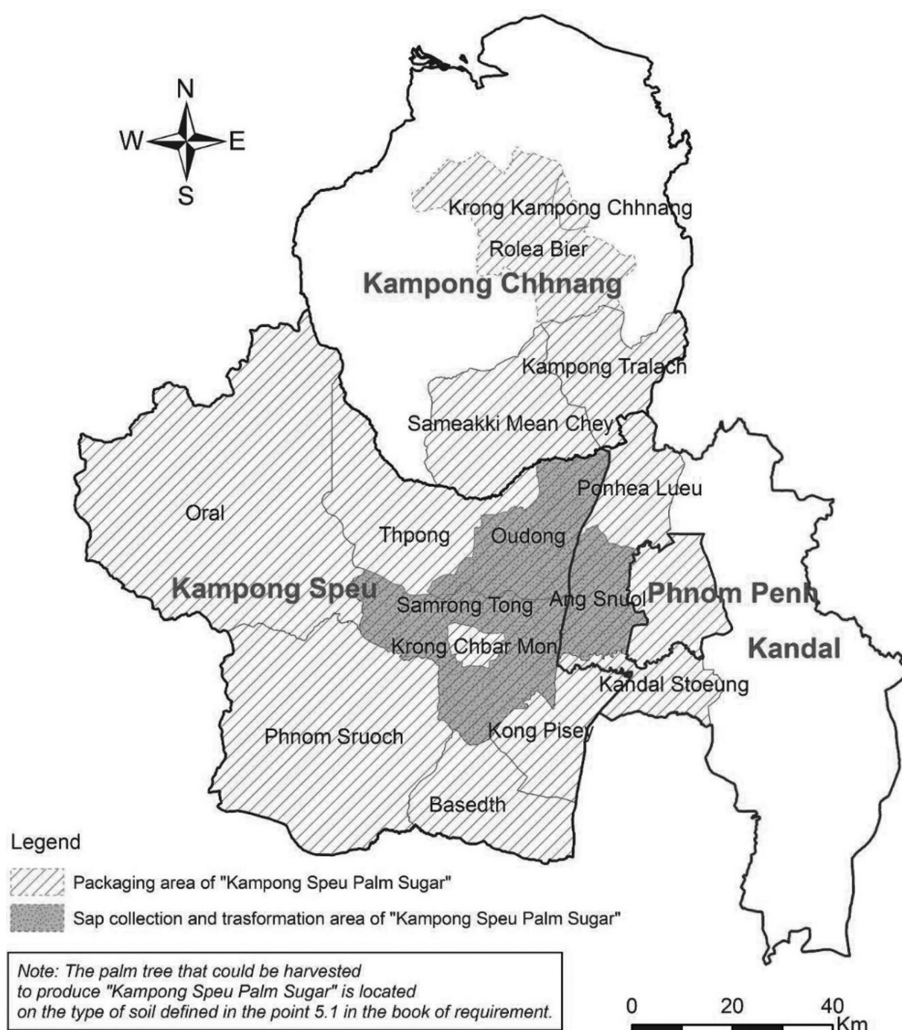 N
W E
S
Krong Kampong Chhnang
Rolea Bier
Kampong Chhnang
Kampong Tralach
Sameakki Mean Chey
Ponhea Lueu
Oral
Thpong
Oudong
Kampong Speu
Samrong Tong
Ang Snuol
Phnom Penh
Krong Chbar Mon
Kandal
Kandal Stoeung
Phnom Sruoch
Kong Pisey
Basedth
Legend
Packaging area of "Kampong Speu Palm Sugar"
Sap collection and trasformation area of "Kampong Speu Palm Sugar"
Note: The palm tree that could be harvested
to produce "Kampong Speu Palm Sugar" is located
on the type of soil defined in the point 5.1 in the book of requirement.
0 20 40
Km